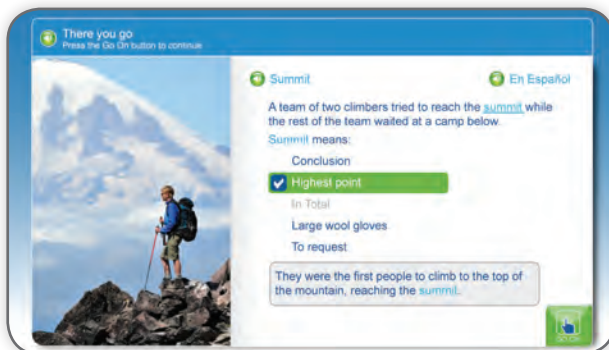 There you go
Press the Go On button to continue
Summit
En Español
A team of two climbers tried to reach the summit while
the rest of the team waited at a camp below.
Summit means:
Conclusion
Highest point
In Total
Large wool gloves
To request
They were the first people to climb to the top of
the mountain, reaching the summit.
GO On